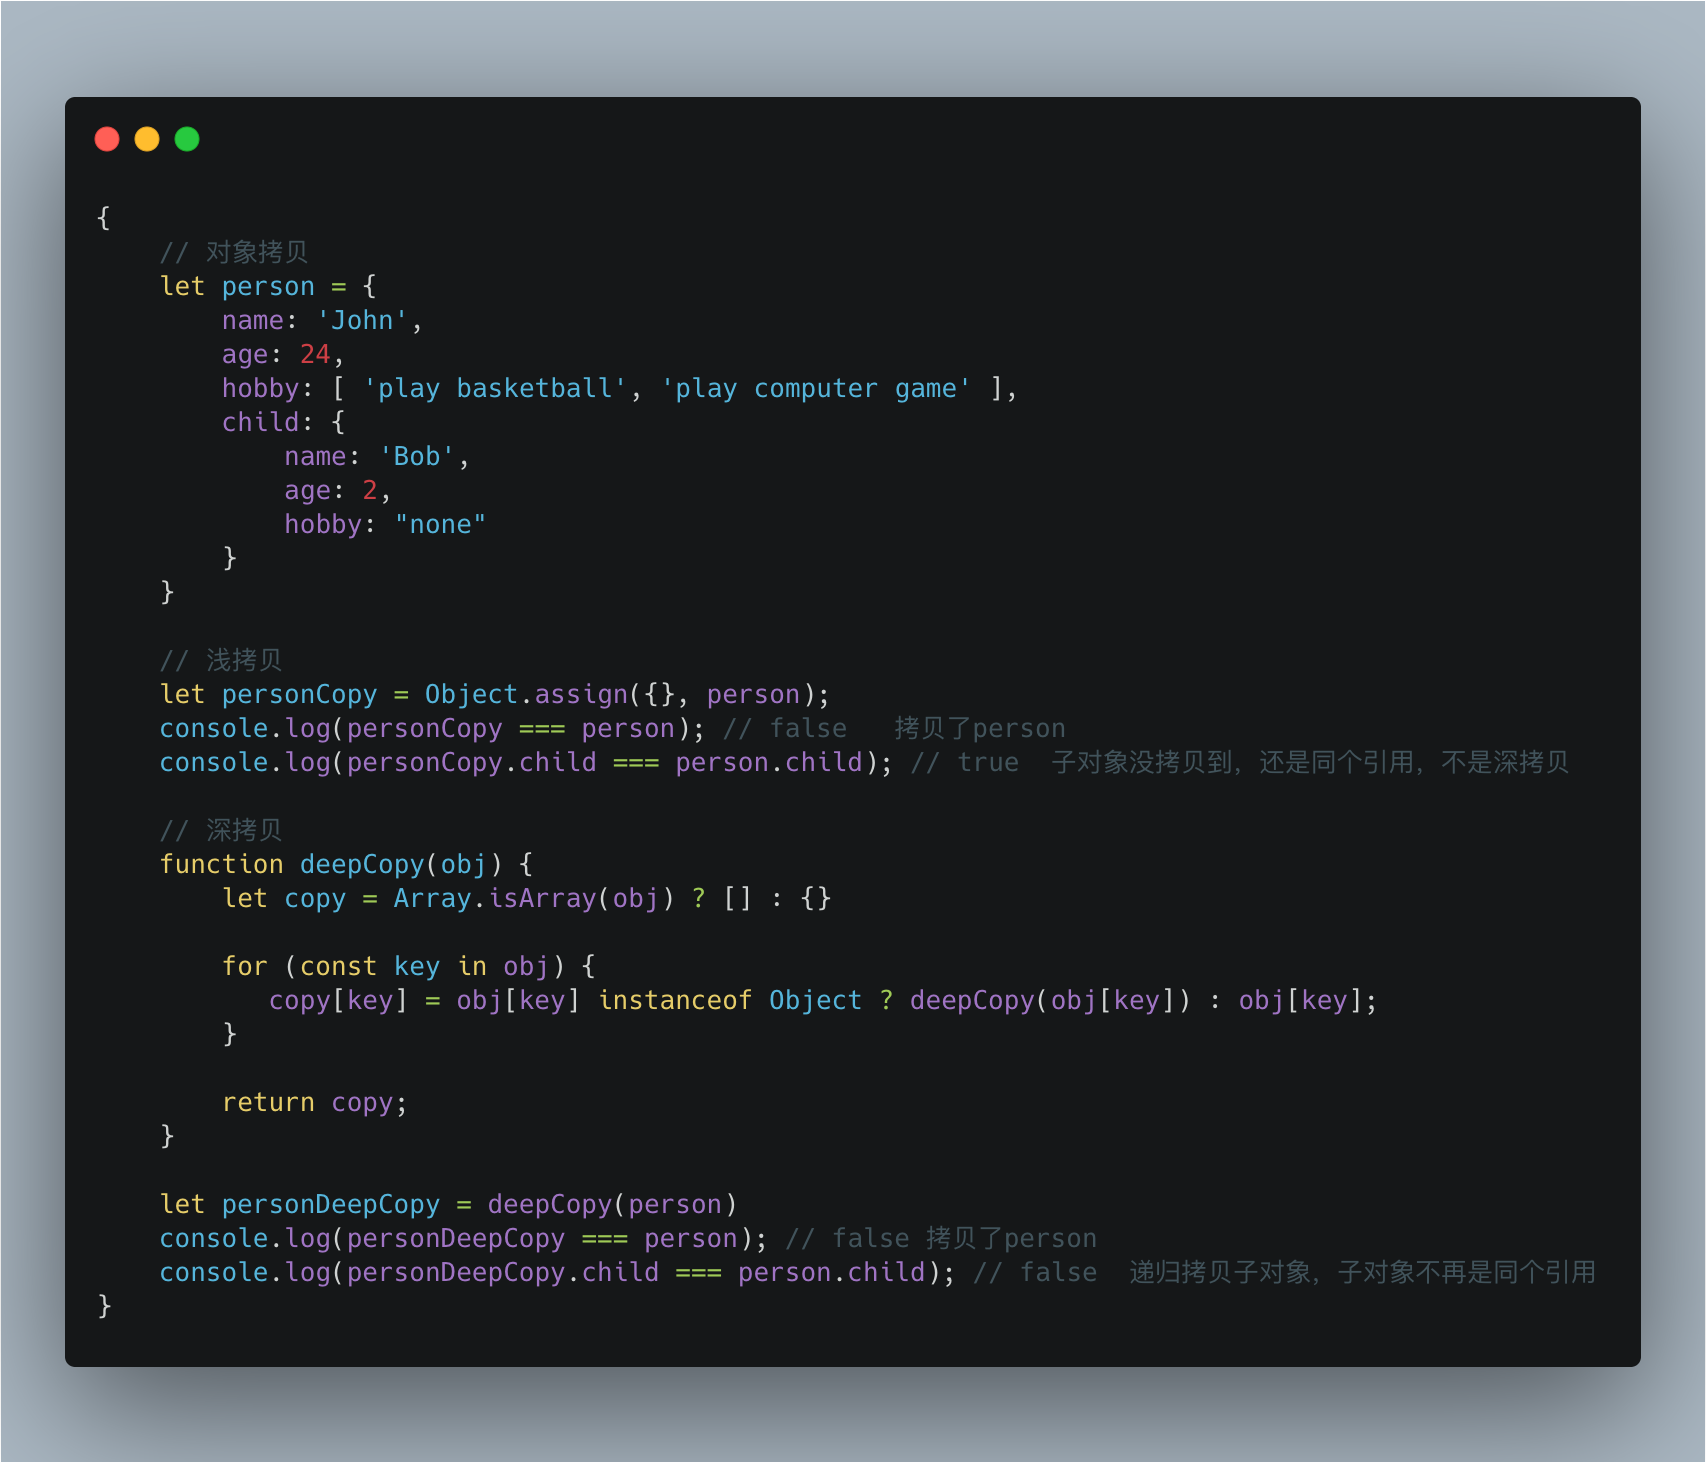 {
    // 对象拷贝
    let person = {
        name: 'John',
        age: 24,
        hobby: [ 'play basketball', 'play computer game' ],
        child: {
            name: 'Bob',
            age: 2,
            hobby: "none"
        }
    }

    // 浅拷贝
    let personCopy = Object.assign({}, person);
    console.log(personCopy === person); // false   拷贝了person
    console.log(personCopy.child === person.child); // true  子对象没拷贝到，还是同个引用，不是深拷贝

    // 深拷贝
    function deepCopy(obj) {
        let copy = Array.isArray(obj) ? [] : {}

        for (const key in obj) {
           copy[key] = obj[key] instanceof Object ? deepCopy(obj[key]) : obj[key];
        }

        return copy;
    }

    let personDeepCopy = deepCopy(person)
    console.log(personDeepCopy === person); // false 拷贝了person
    console.log(personDeepCopy.child === person.child); // false  递归拷贝子对象，子对象不再是同个引用
}